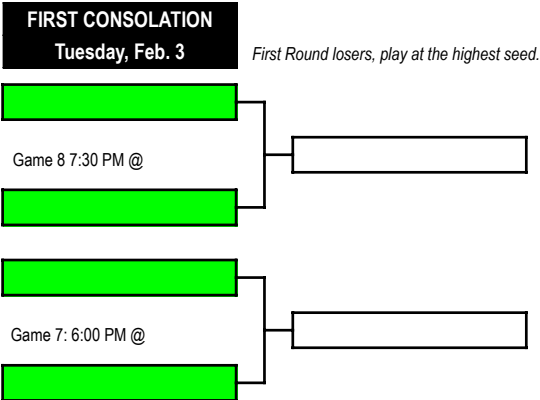 FIRST CONSOLATION
Tuesday, Feb. 3
First Round losers, play at the highest seed.
Game 8 7:30 PM @
Game 7: 6:00 PM @